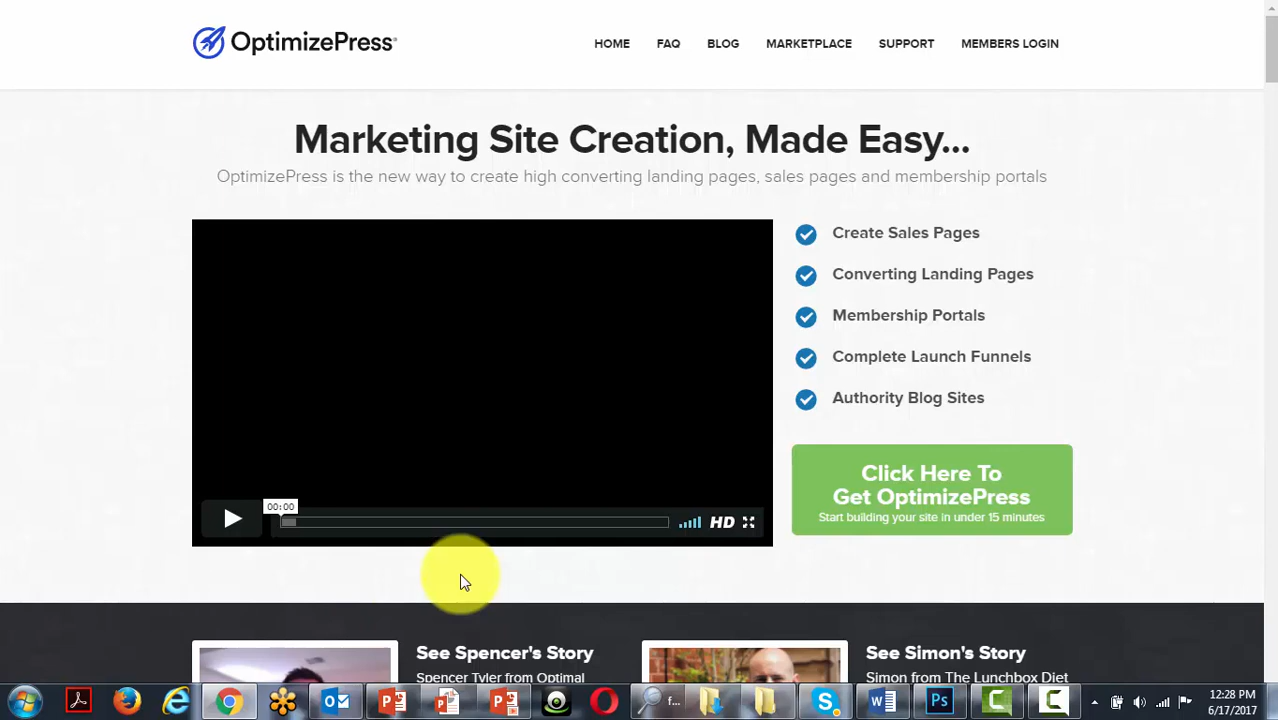 OptimizePress®
HOME FAQ BLOG MARKETPLACE SUPPORT MEMBERS LOGIN
Marketing Site Creation, Made Easy...
OptimizePress is the new way to create high converting landing pages, sales pages and membership portals
Create Sales Pages
Converting Landing Pages
Membership Portals
Complete Launch Funnels
Authority Blog Sites
Click Here To
Get OptimizePress
Start building your site in under 15 minutes
00:00
HD
See Spencer's Story
Spencer Tyler from Optimal
See Simon's Story
Simon from The Lunchbox Diet
f...
Ps
12:28 PM
6/17/2017